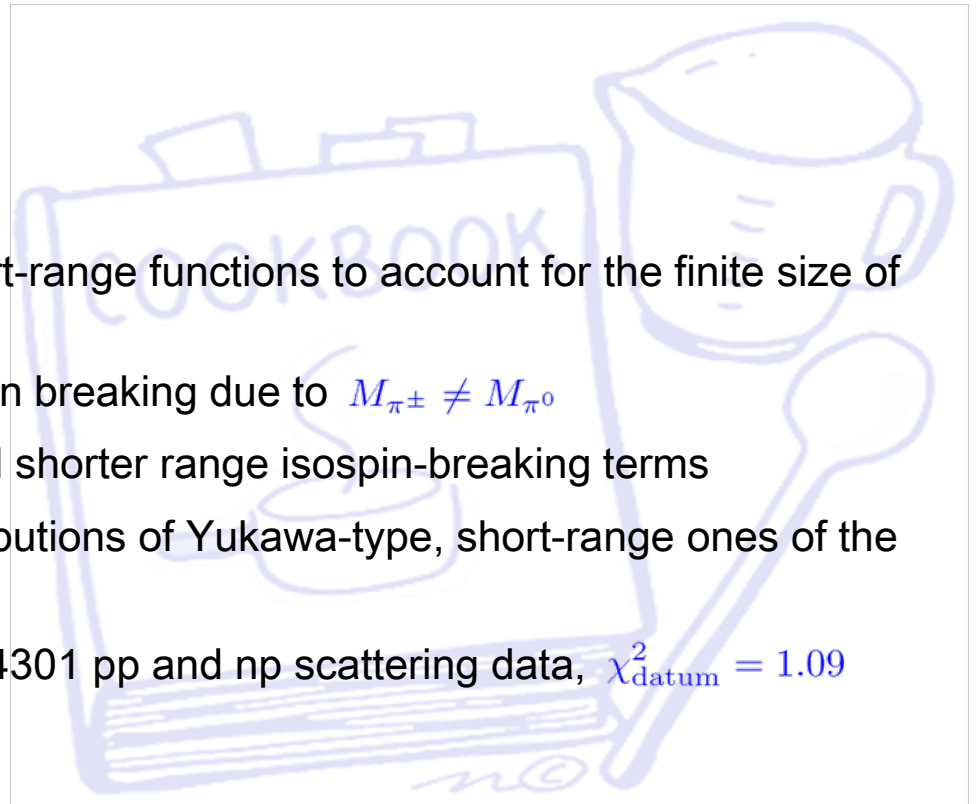 COOKBOOK
rt-range functions to account for the finite size of
n breaking due to $M_{\pi^\pm} \neq M_{\pi^0}$
shorter range isospin-breaking terms
butions of Yukawa-type, short-range ones of the
4301 pp and np scattering data, $\chi^2_{\text{datum}} = 1.09$